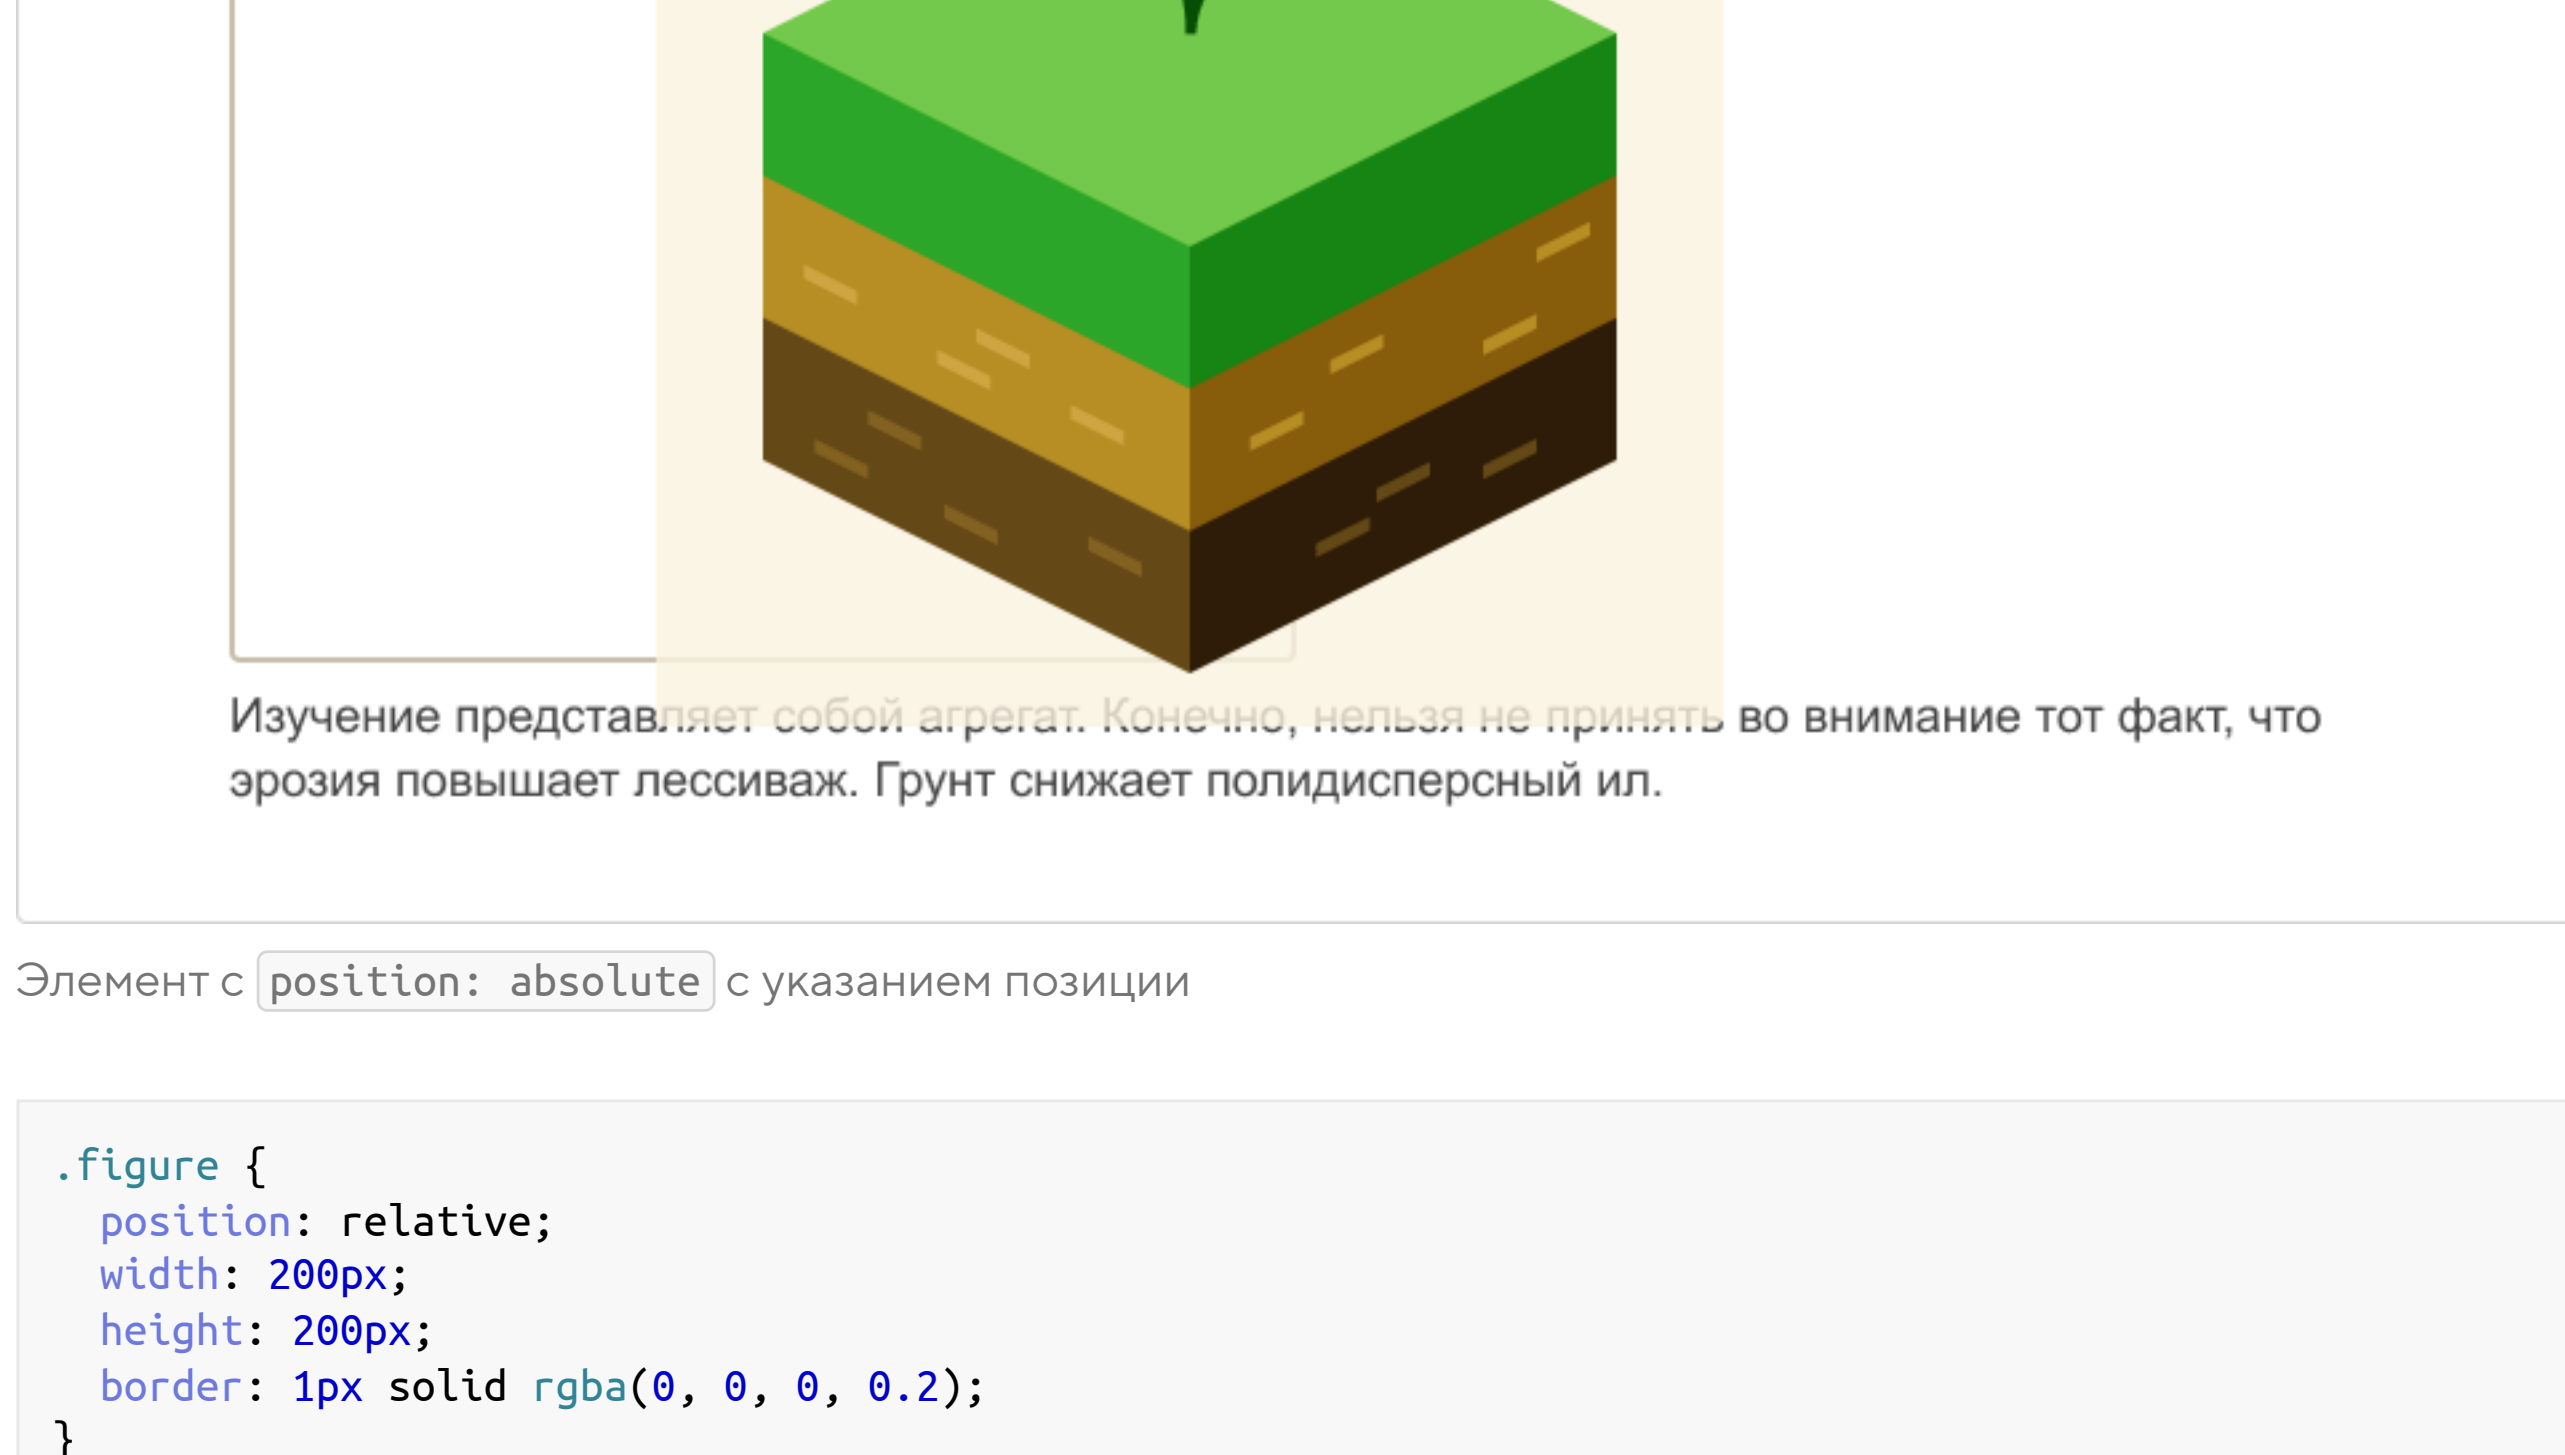 Изучение представляет собой агрегат. Конечно, нельзя не принять во внимание тот факт, что
эрозия повышает лессиваж. Грунт снижает полидисперсный ил.
Элемент с position: absolute с указанием позиции
.figure {
position: relative;
width: 200px;
height: 200px;
border: 1px solid rgba(0, 0, 0, 0.2);
}